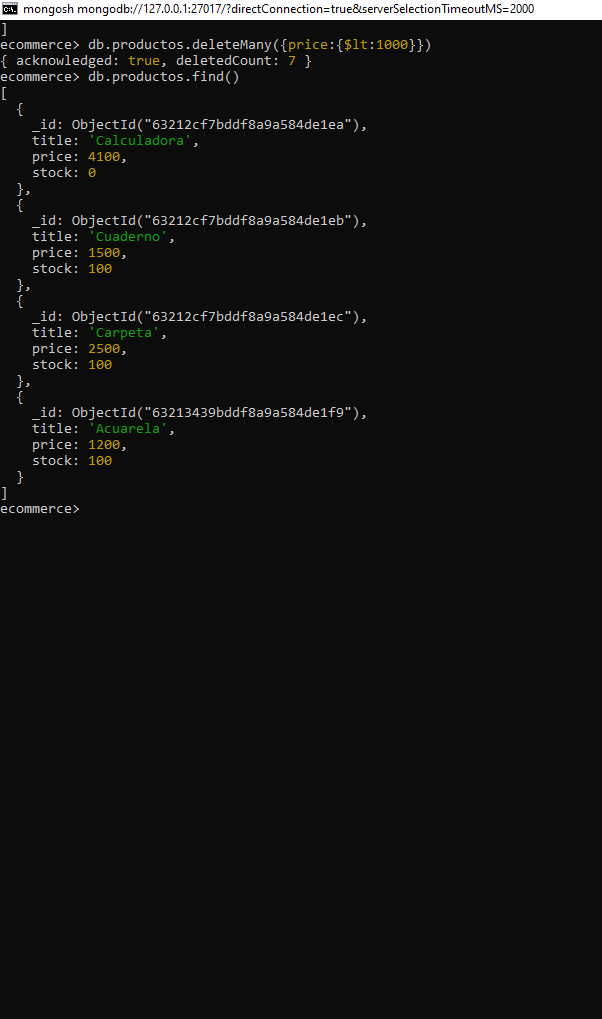 mongosh mongodb://127.0.0.1:27017/?directConnection=true&serverSelectionTimeoutMS=2000
]
ecommerce> db.productos.deleteMany({price:{$lt:1000}})
{ acknowledged: true, deletedCount: 7 }
ecommerce> db.productos.find()
[
  {
    _id: ObjectId("63212cf7bddf8a9a584de1ea"),
    title: 'Calculadora',
    price: 4100,
    stock: 0
  },
  {
    _id: ObjectId("63212cf7bddf8a9a584de1eb"),
    title: 'Cuaderno',
    price: 1500,
    stock: 100
  },
  {
    _id: ObjectId("63212cf7bddf8a9a584de1ec"),
    title: 'Carpeta',
    price: 2500,
    stock: 100
  },
  {
    _id: ObjectId("63213439bddf8a9a584de1f9"),
    title: 'Acuarela',
    price: 1200,
    stock: 100
  }
]
ecommerce>